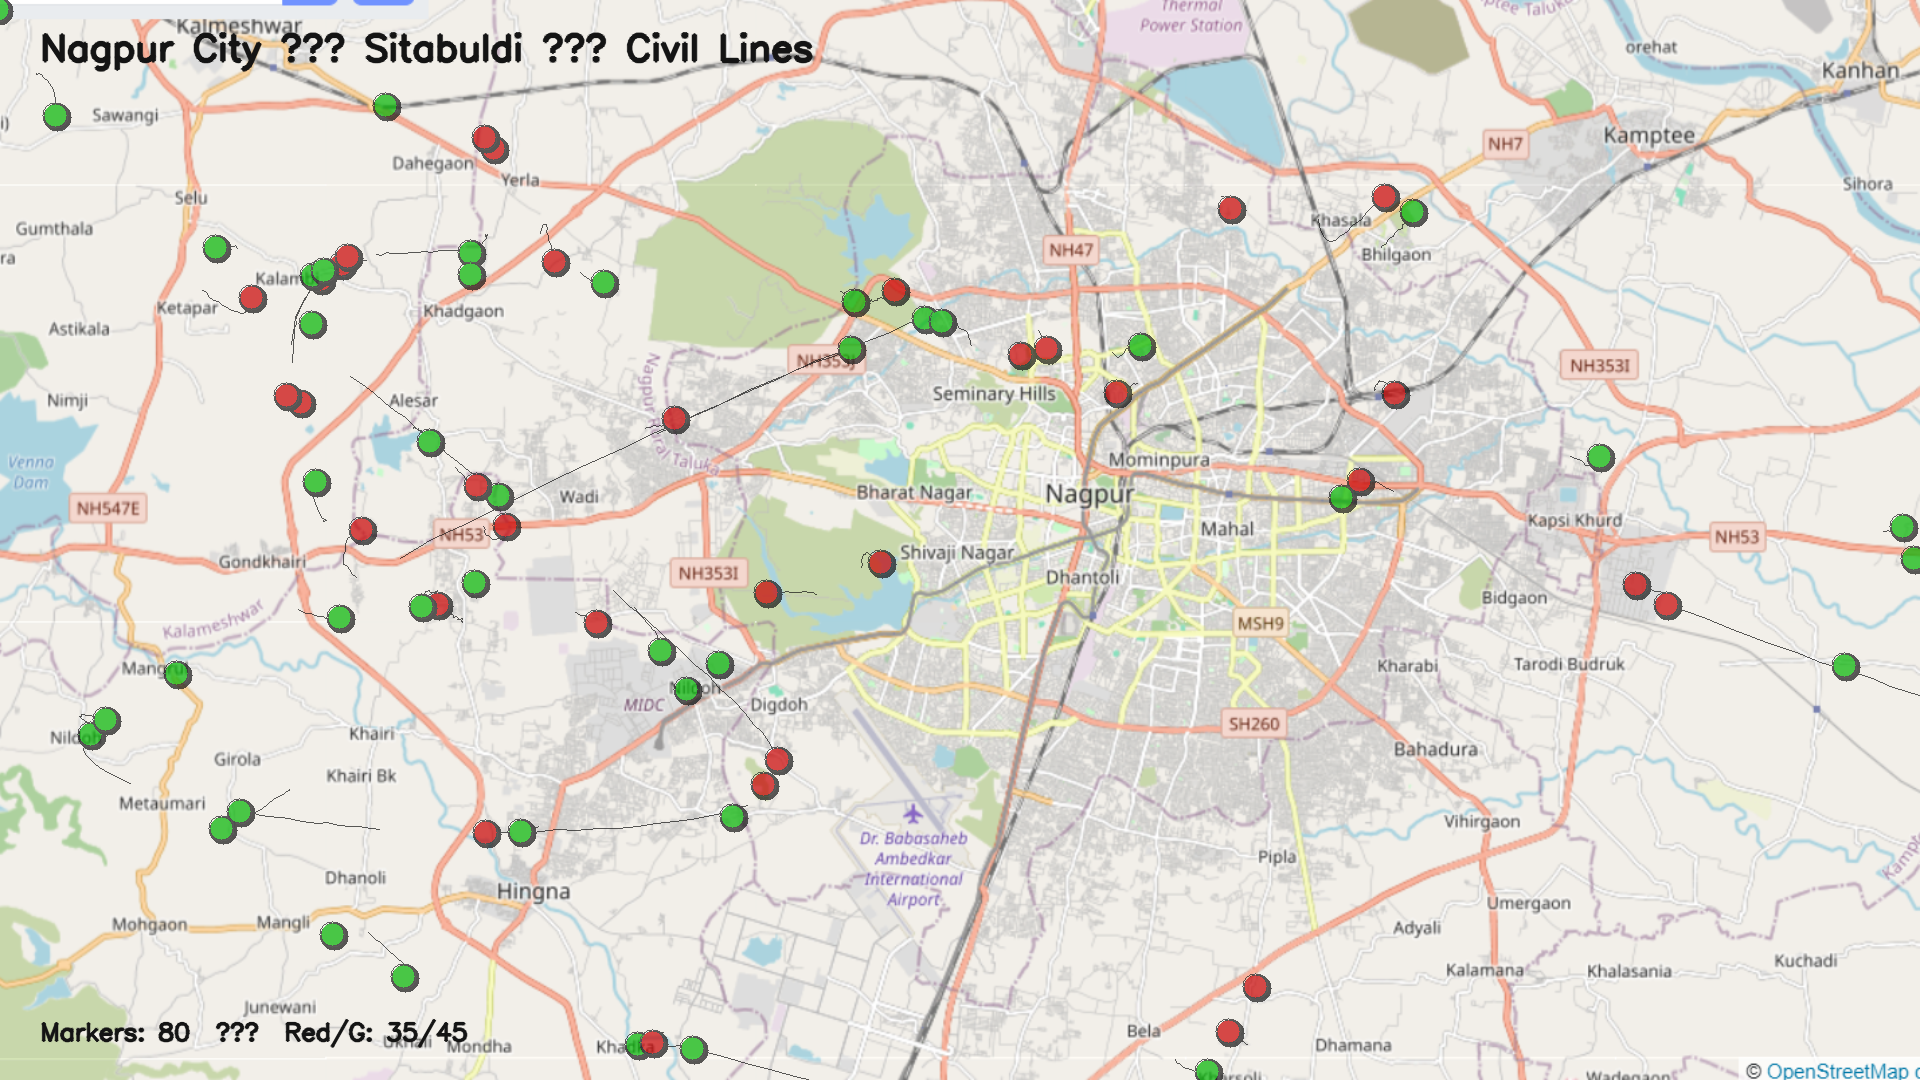 Kalmeshwar
Nagpur City ??? Sitabuldi ??? Civil Lines
Thermal
Power Station
orehat
Kanhan
Sawangi
Dahegaon
Yerla
NH7
Kamptee
Selu
Sihora
Gumthala
Khasala
Bhilgaon
NH47
Ketapar
Khadgaon
Astikala
NH353J
NH353I
Seminary Hills
Nimji
Alesar
Nagpur Rural Taluka
Mominpura
Venna
Dam
Wadi
Bharat Nagar
Nagpur
NH547E
Mahal
Kapsi Khurd
NH53
NH53
Gondkhairi
Shivaji Nagar
NH353I
Dhantoli
Bidgaon
Kalameshwar
MSH9
Kharabi
Tarodi Budruk
MIDC
Digdoh
SH260
Khairi
Bahadura
Girola
Khairi Bk
Metaumari
Vihirgaon
Dr. Babasaheb
Ambedkar
International
Airport
Pipla
Dhanoli
Hingna
Umergaon
Mohgaon
Mangli
Adyali
Kuchadi
Kalamana
Khalasania
Junewani
Markers: 80 ??? Red/G: 35/45
Mondha
Bela
Dhamana
Wadegaon
© OpenStreetMap c